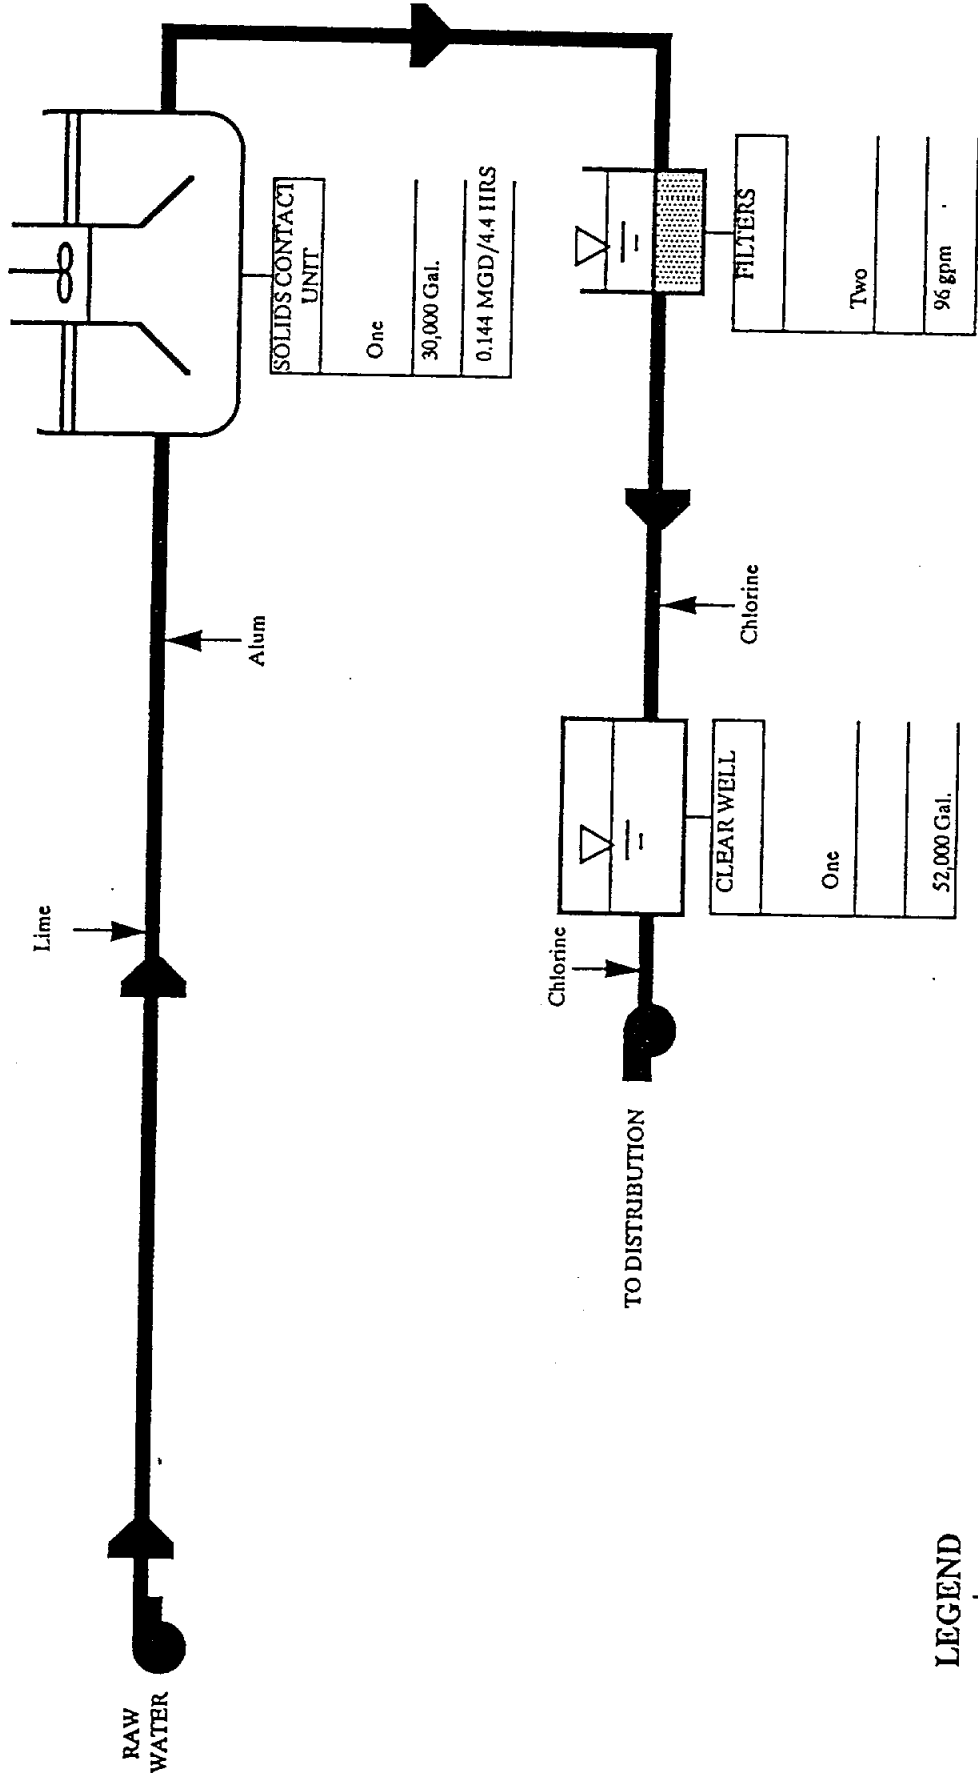 RAW
WATER
Lime
Alum
SOLIDS CONTACT
UNIT
One
30,000 Gal.
0.144 MGD/4.4 HRS
TO DISTRIBUTION
Chlorine
CLEAR WELL
One
52,000 Gal.
Chlorine
FILTERS
Two
96 gpm
LEGEND